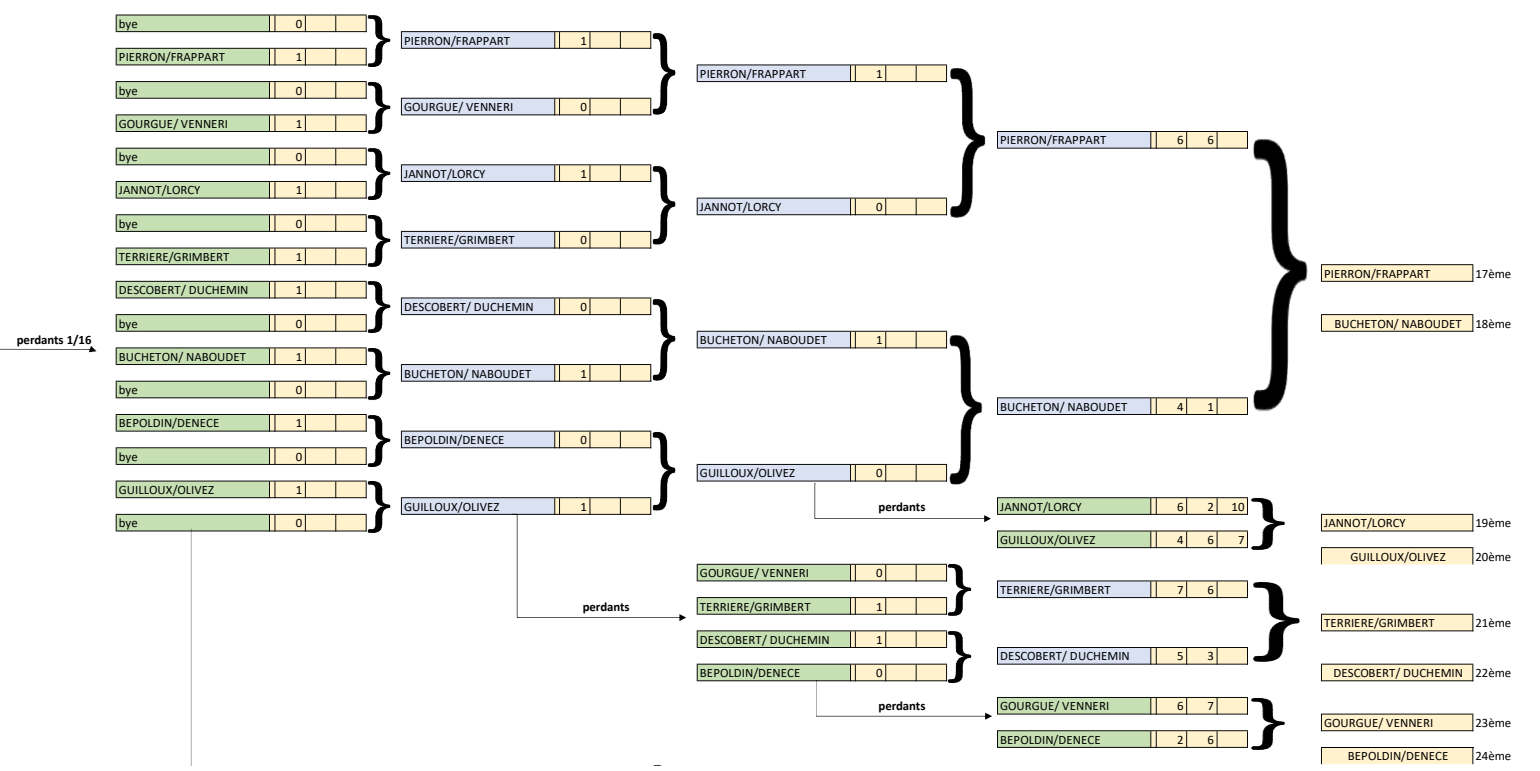 bye 0
PIERRON/FRAPPART 1
bye 0
GOURGUE/ VENNERI 1
bye 0
JANNOT/LORCY 1
bye 0
TERRIERE/GRIMBERT 1
DESCOBERT/ DUCHEMIN 1
bye 0
perdants 1/16
BUCHETON/ NABOUDET 1
bye 0
BEPOLDIN/DENECE 1
bye 0
GUILLOUX/OLIVEZ 1
bye 0
PIERRON/FRAPPART 1
GOURGUE/ VENNERI 0
JANNOT/LORCY 1
TERRIERE/GRIMBERT 0
DESCOBERT/ DUCHEMIN 0
BUCHETON/ NABOUDET 1
BEPOLDIN/DENECE 0
GUILLOUX/OLIVEZ 1
perdants
PIERRON/FRAPPART 1
JANNOT/LORCY 0
BUCHETON/ NABOUDET 1
GUILLOUX/OLIVEZ 0
perdants
GOURGUE/ VENNERI 0
TERRIERE/GRIMBERT 1
DESCOBERT/ DUCHEMIN 1
BEPOLDIN/DENECE 0
perdants
PIERRON/FRAPPART 6 6
BUCHETON/ NABOUDET 4 1
JANNOT/LORCY 6 2 10
GUILLOUX/OLIVEZ 4 6 7
TERRIERE/GRIMBERT 7 6
DESCOBERT/ DUCHEMIN 5 3
GOURGUE/ VENNERI 6 7
BEPOLDIN/DENECE 2 6
PIERRON/FRAPPART 17ème
BUCHETON/ NABOUDET 18ème
JANNOT/LORCY 19ème
GUILLOUX/OLIVEZ 20ème
TERRIERE/GRIMBERT 21ème
DESCOBERT/ DUCHEMIN 22ème
GOURGUE/ VENNERI 23ème
BEPOLDIN/DENECE 24ème